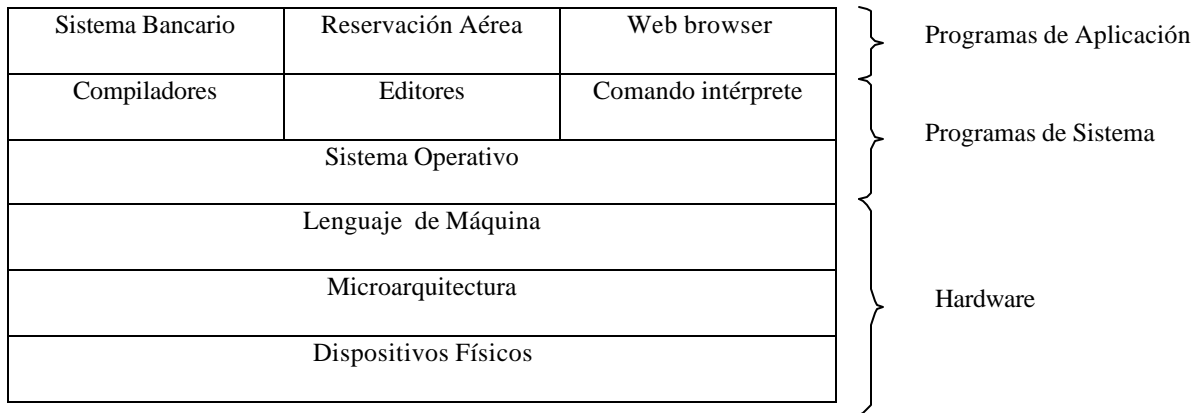 Sistema Bancario Reservación Aérea Web browser
Programas de Aplicación
Compiladores Editores Comando intérprete
Programas de Sistema
Sistema Operativo
Lenguaje de Máquina
Microarquitectura
Hardware
Dispositivos Físicos